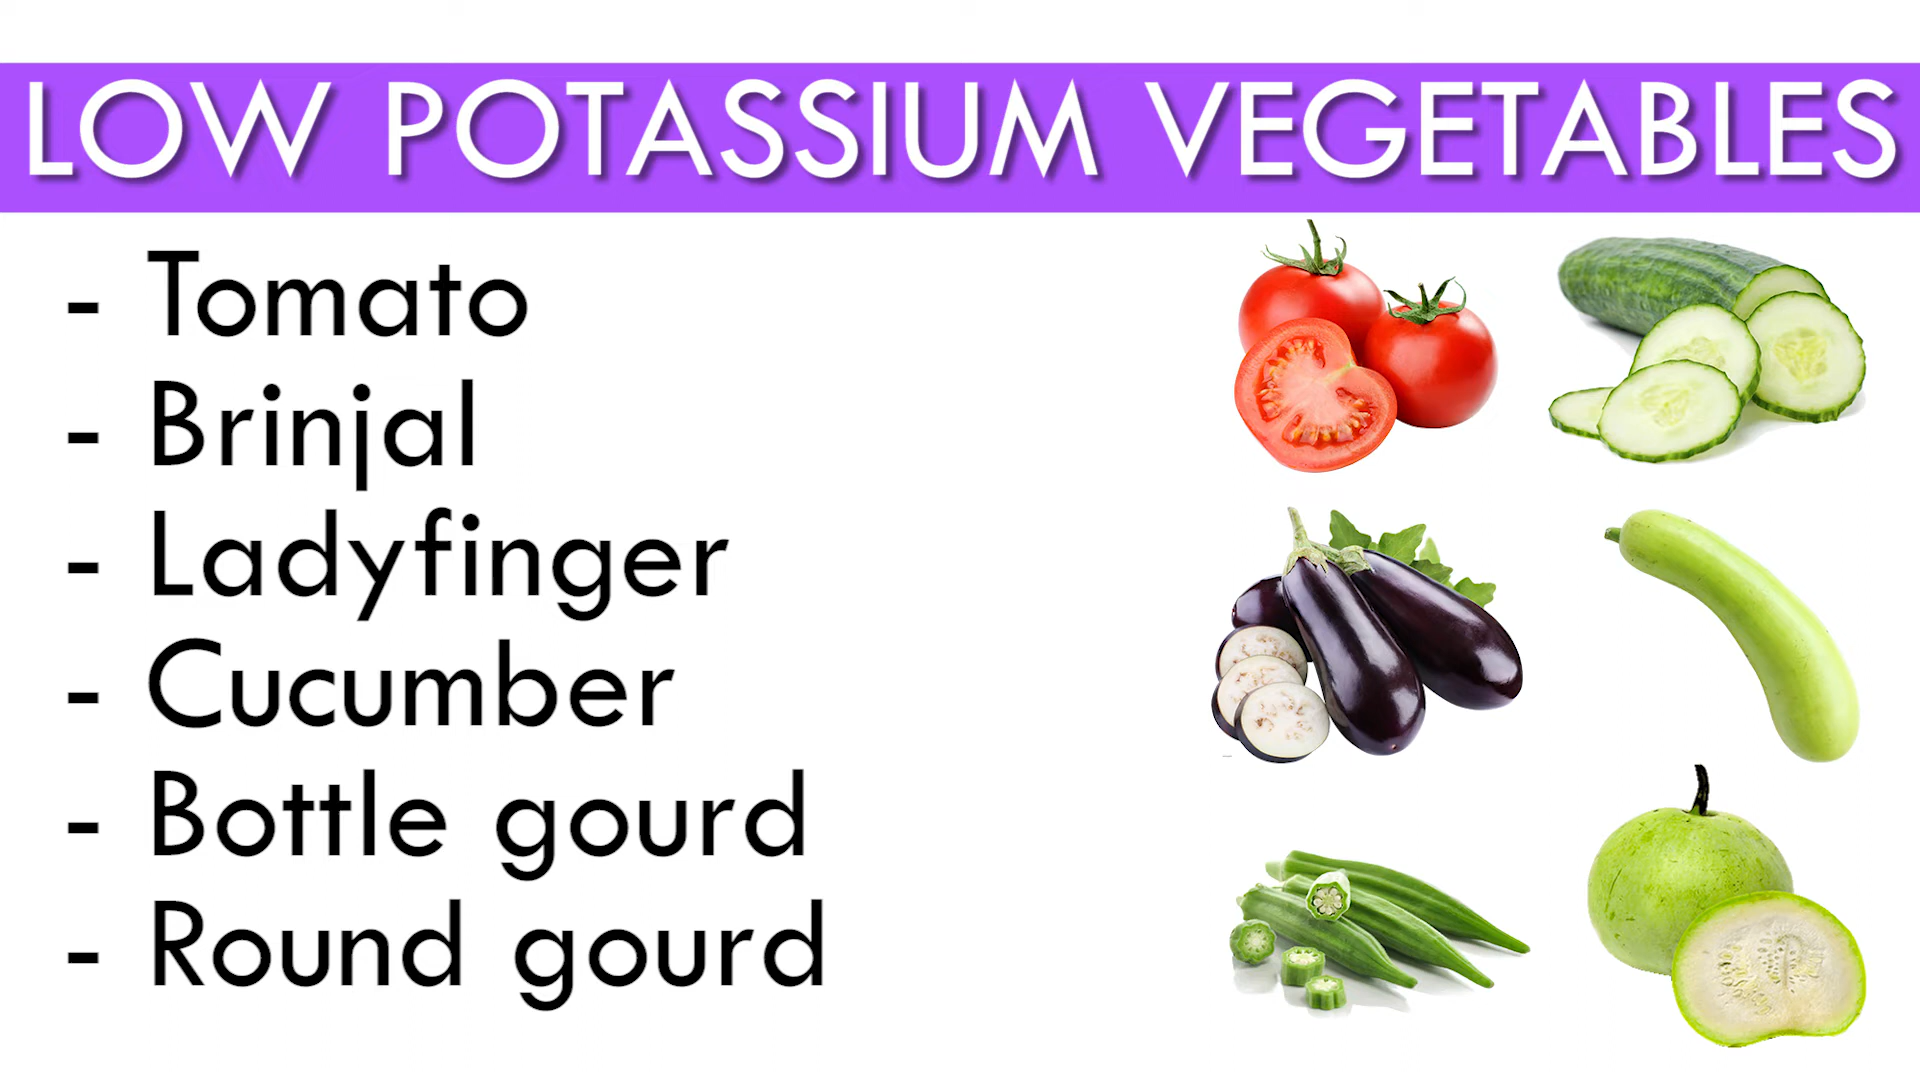 LOW POTASSIUM VEGETABLES
- Tomato
- Brinjal
- Ladyfinger
- Cucumber
- Bottle gourd
- Round gourd